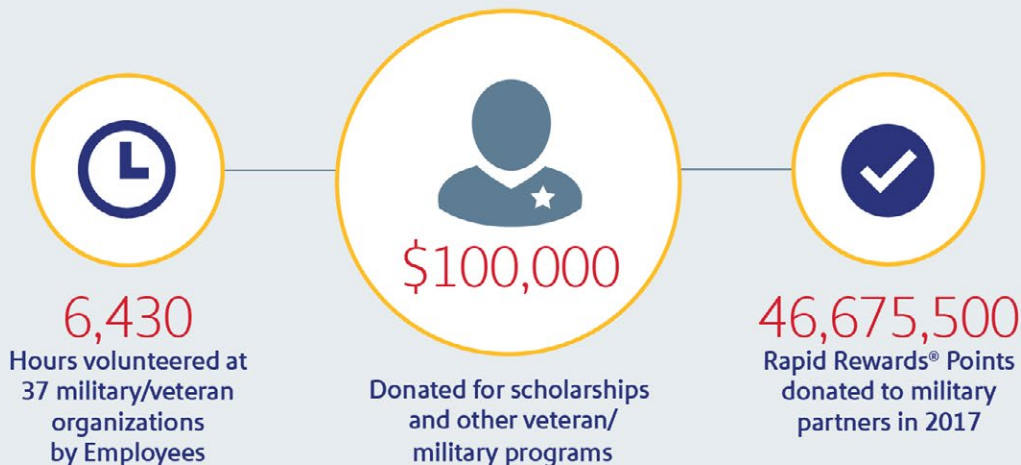 6,430
Hours volunteered at
37 military/veteran
organizations
by Employees
$100,000
Donated for scholarships
and other veteran/
military programs
46,675,500
Rapid Rewards® Points
donated to military
partners in 2017